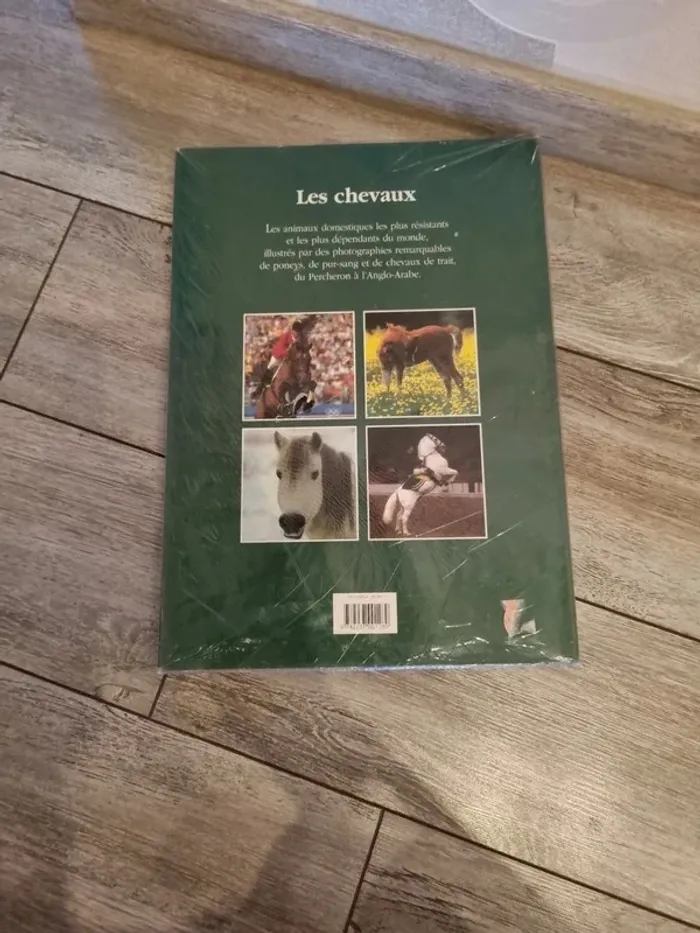 Les chevaux
Les animaux domestiques les plus résistants
et les plus dépendants du monde,
illustrés par des photographies remarquables
de poneys, de pur-sang et de chevaux de trait,
du Percheron à l'Anglo-Arabe.